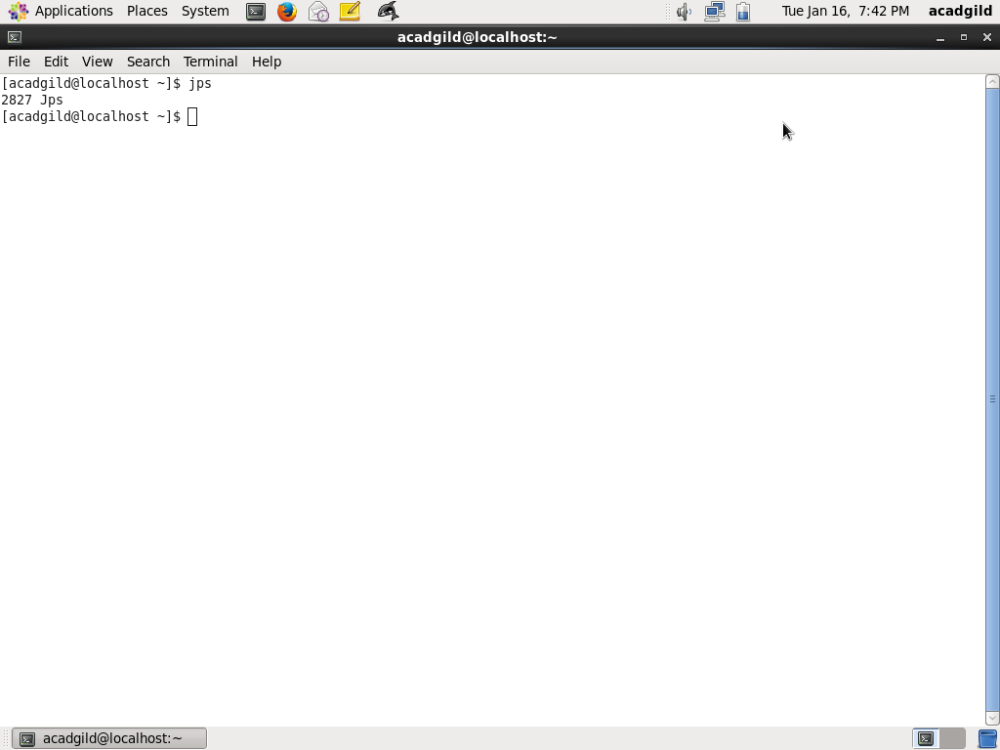 Applications Places System Tue Jan 16, 7:42 PM acadgild
acadgild@localhost:~
File Edit View Search Terminal Help
[acadgild@localhost ~]$ jps
2827 Jps
[acadgild@localhost ~]$
acadgild@localhost:~